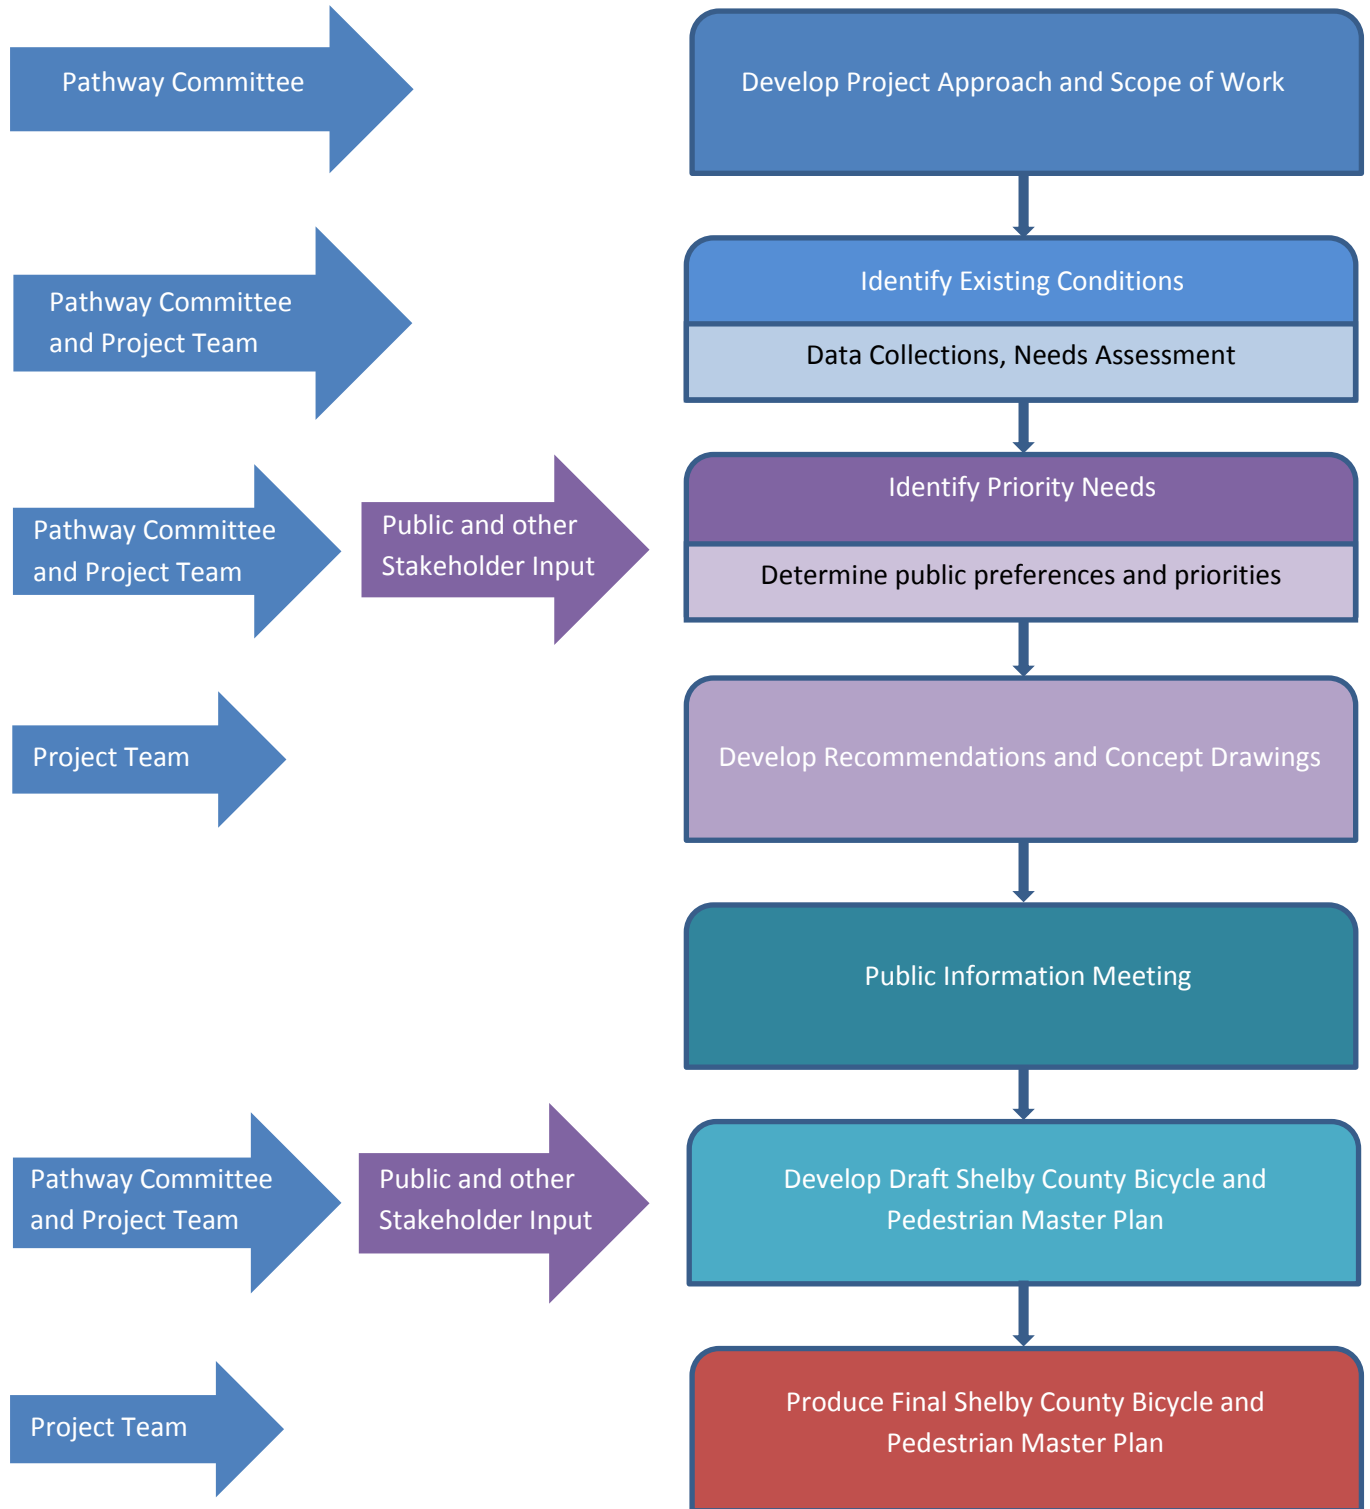 Pathway Committee
Develop Project Approach and Scope of Work
Pathway Committee
and Project Team
Identify Existing Conditions
Data Collections, Needs Assessment
Pathway Committee
and Project Team
Public and other
Stakeholder Input
Identify Priority Needs
Determine public preferences and priorities
Project Team
Develop Recommendations and Concept Drawings
Public Information Meeting
Pathway Committee
and Project Team
Public and other
Stakeholder Input
Develop Draft Shelby County Bicycle and
Pedestrian Master Plan
Project Team
Produce Final Shelby County Bicycle and
Pedestrian Master Plan